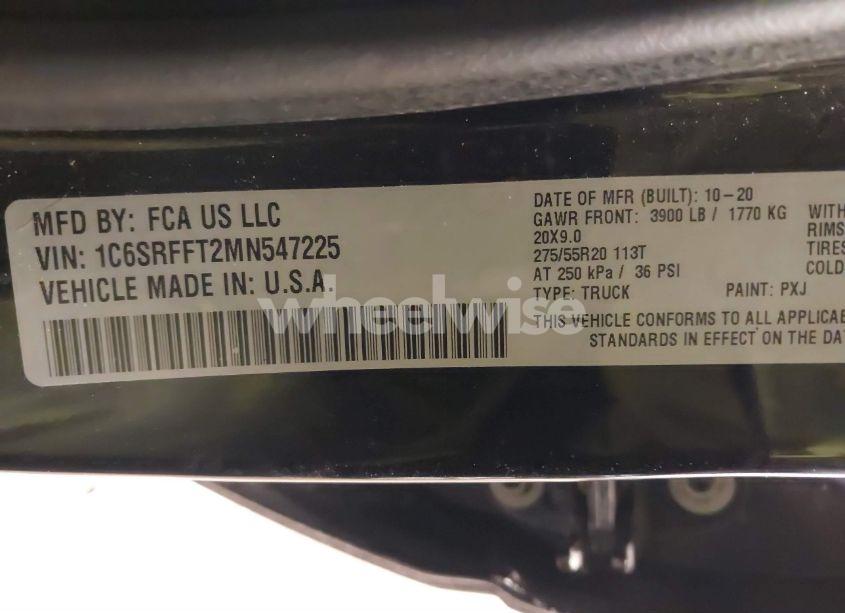 MFD BY: FCA US LLC
VIN: 1C6SRFFT2MN547225
VEHICLE MADE IN: U.S.A.
DATE OF MFR (BUILT): 10-20
GAWR FRONT: 3900 LB / 1770 KG
20X9.0
275/55R20 113T
AT 250 kPa / 36 PSI
TYPE: TRUCK PAINT: PXJ
THIS VEHICLE CONFORMS TO ALL APPLICAB
STANDARDS IN EFFECT ON THE DAT
WITH
RIMS
TIRES
COLD
wheelwise